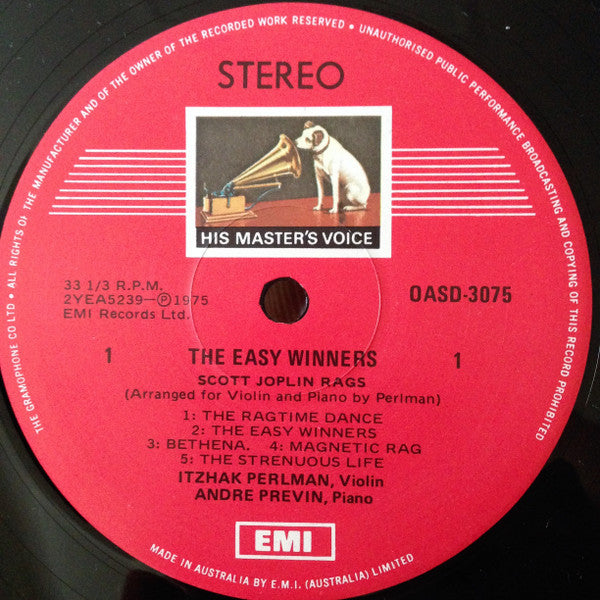 THE GRAMOPHONE CO LTD • ALL RIGHTS OF THE MANUFACTURER AND OF THE OWNER OF THE RECORDED WORK RESERVED • UNAUTHORISED PUBLIC PERFORMANCE BROADCASTING AND COPYING OF THIS RECORD PROHIBITED
STEREO
HIS MASTER'S VOICE
33 1/3 R.P.M.
2YEA5239—Ⓟ1975
EMI Records Ltd.
OASD-3075
1 THE EASY WINNERS 1
SCOTT JOPLIN RAGS
(Arranged for Violin and Piano by Perlman)
1: THE RAGTIME DANCE
2: THE EASY WINNERS
3: BETHENA. 4: MAGNETIC RAG
5: THE STRENUOUS LIFE
ITZHAK PERLMAN, Violin
ANDRE PREVIN, Piano
EMI
MADE IN AUSTRALIA BY E.M.I. (AUSTRALIA) LIMITED